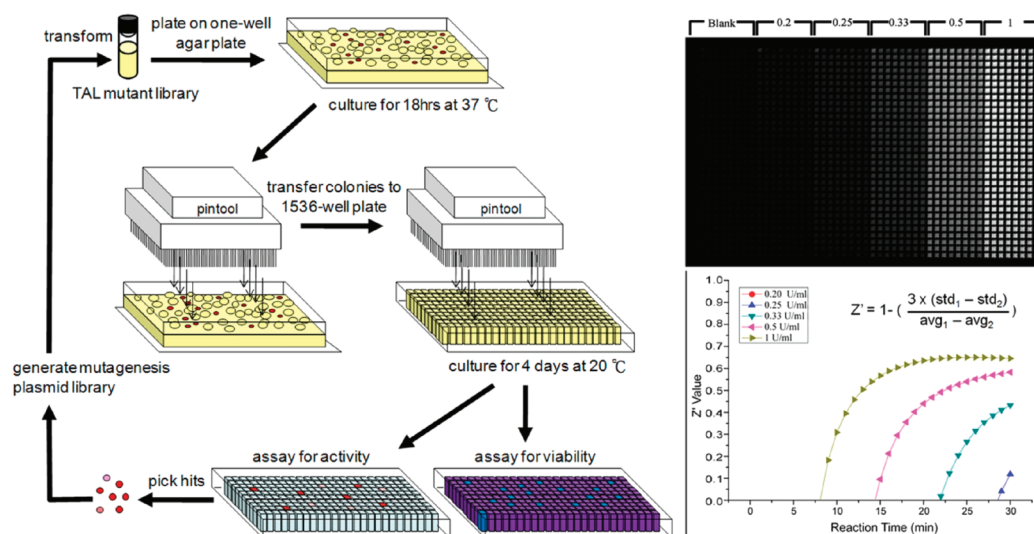 transform
plate on one-well
agar plate
TAL mutant library
culture for 18hrs at 37 ℃
pintool
transfer colonies to
1536-well plate
pintool
culture for 4 days at 20 ℃
generate mutagenesis
plasmid library
assay for activity
assay for viability
pick hits
Blank 0.2 0.25 0.33 0.5 1
1.0
0.9
0.8
0.7
0.6
0.5
0.4
0.3
0.2
0.1
0.0
Z' Value
0.20 U/ml
0.25 U/ml
0.33 U/ml
0.5 U/ml
1 U/ml
Z' = 1- ( 3 x (std1 – std2) / avg1 – avg2 )
0 5 10 15 20 25 30
Reaction Time (min)